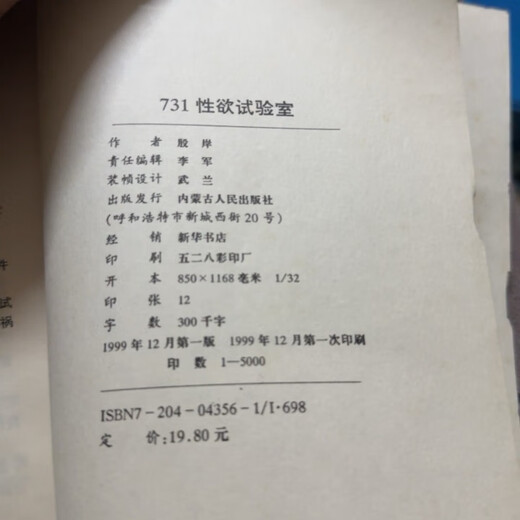 731 性欲试验室
作 者 殷 岸
责任编辑 李 军
装帧设计 武 兰
出版发行 内蒙古人民出版社
(呼和浩特市新城西街 20 号)
经 销 新华书店
印 刷 五二八彩印厂
开 本 850×1168 毫米 1/32
印 张 12
字 数 300 千字
1999 年 12 月第一版 1999 年 12 月第一次印刷
印 数 1—5000
ISBN7-204-04356-1/I·698
定 价:19.80 元
试
祸